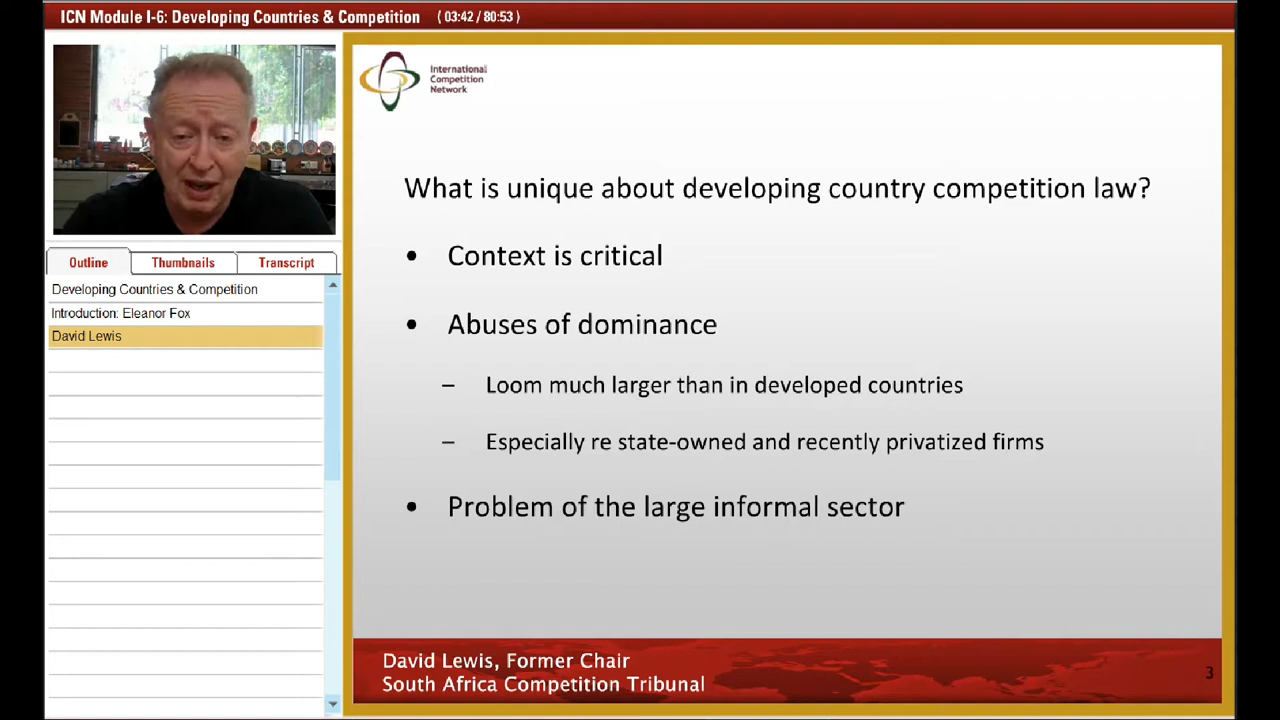 ICN Module I-6: Developing Countries & Competition ( 03:42 / 80:53 )
Outline
Thumbnails
Transcript
Developing Countries & Competition
Introduction: Eleanor Fox
David Lewis
International
Competition
Network
What is unique about developing country competition law?
• Context is critical
• Abuses of dominance
– Loom much larger than in developed countries
– Especially re state-owned and recently privatized firms
• Problem of the large informal sector
David Lewis, Former Chair
South Africa Competition Tribunal
3